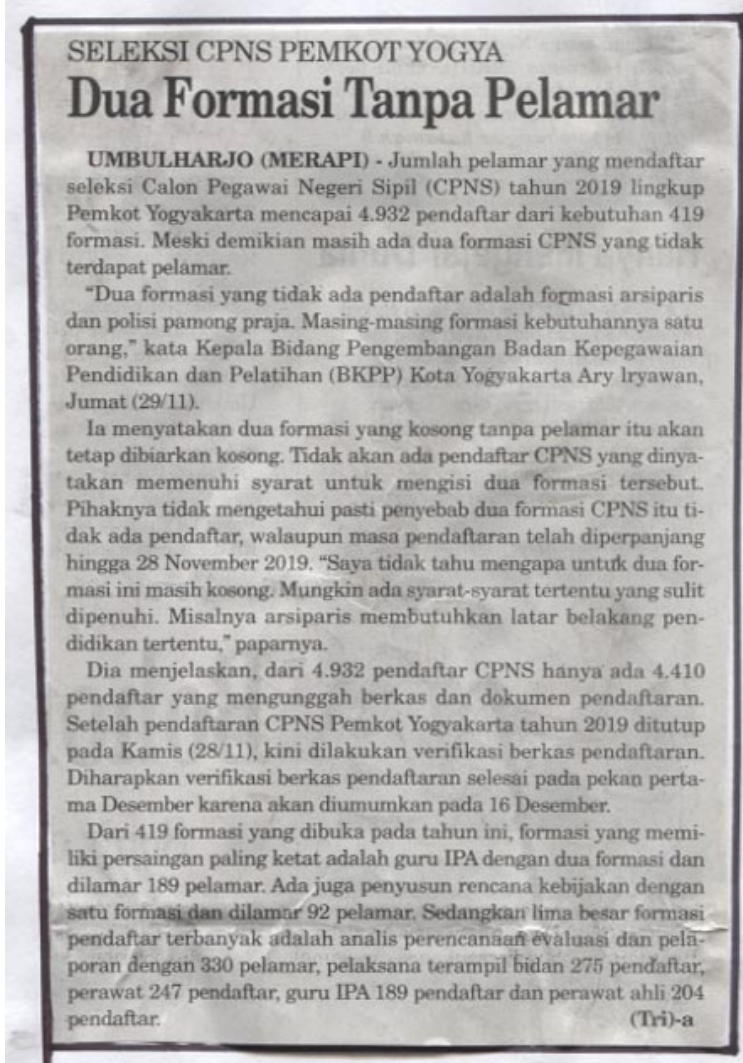 SELEKSI CPNS PEMKOT YOGYA
Dua Formasi Tanpa Pelamar
UMBULHARJO (MERAPI) - Jumlah pelamar yang mendaftar
seleksi Calon Pegawai Negeri Sipil (CPNS) tahun 2019 lingkup
Pemkot Yogyakarta mencapai 4.932 pendaftar dari kebutuhan 419
formasi. Meski demikian masih ada dua formasi CPNS yang tidak
terdapat pelamar.
“Dua formasi yang tidak ada pendaftar adalah formasi arsiparis
dan polisi pamong praja. Masing-masing formasi kebutuhannya satu
orang,” kata Kepala Bidang Pengembangan Badan Kepegawaian
Pendidikan dan Pelatihan (BKPP) Kota Yogyakarta Ary Iryawan,
Jumat (29/11).
Ia menyatakan dua formasi yang kosong tanpa pelamar itu akan
tetap dibiarkan kosong. Tidak akan ada pendaftar CPNS yang dinya-
takan memenuhi syarat untuk mengisi dua formasi tersebut.
Pihaknya tidak mengetahui pasti penyebab dua formasi CPNS itu ti-
dak ada pendaftar, walaupun masa pendaftaran telah diperpanjang
hingga 28 November 2019. “Saya tidak tahu mengapa untuk dua for-
masi ini masih kosong. Mungkin ada syarat-syarat tertentu yang sulit
dipenuhi. Misalnya arsiparis membutuhkan latar belakang pen-
didikan tertentu,” paparnya.
Dia menjelaskan, dari 4.932 pendaftar CPNS hanya ada 4.410
pendaftar yang mengunggah berkas dan dokumen pendaftaran.
Setelah pendaftaran CPNS Pemkot Yogyakarta tahun 2019 ditutup
pada Kamis (28/11), kini dilakukan verifikasi berkas pendaftaran.
Diharapkan verifikasi berkas pendaftaran selesai pada pekan perta-
ma Desember karena akan diumumkan pada 16 Desember.
Dari 419 formasi yang dibuka pada tahun ini, formasi yang memi-
liki persaingan paling ketat adalah guru IPA dengan dua formasi dan
dilamar 189 pelamar. Ada juga penyusun rencana kebijakan dengan
satu formasi dan dilamar 92 pelamar. Sedangkan lima besar formasi
pendaftar terbanyak adalah analis perencanaan evaluasi dan pela-
poran dengan 330 pelamar, pelaksana terampil bidan 275 pendaftar,
perawat 247 pendaftar, guru IPA 189 pendaftar dan perawat ahli 204
pendaftar. (Tri)-a